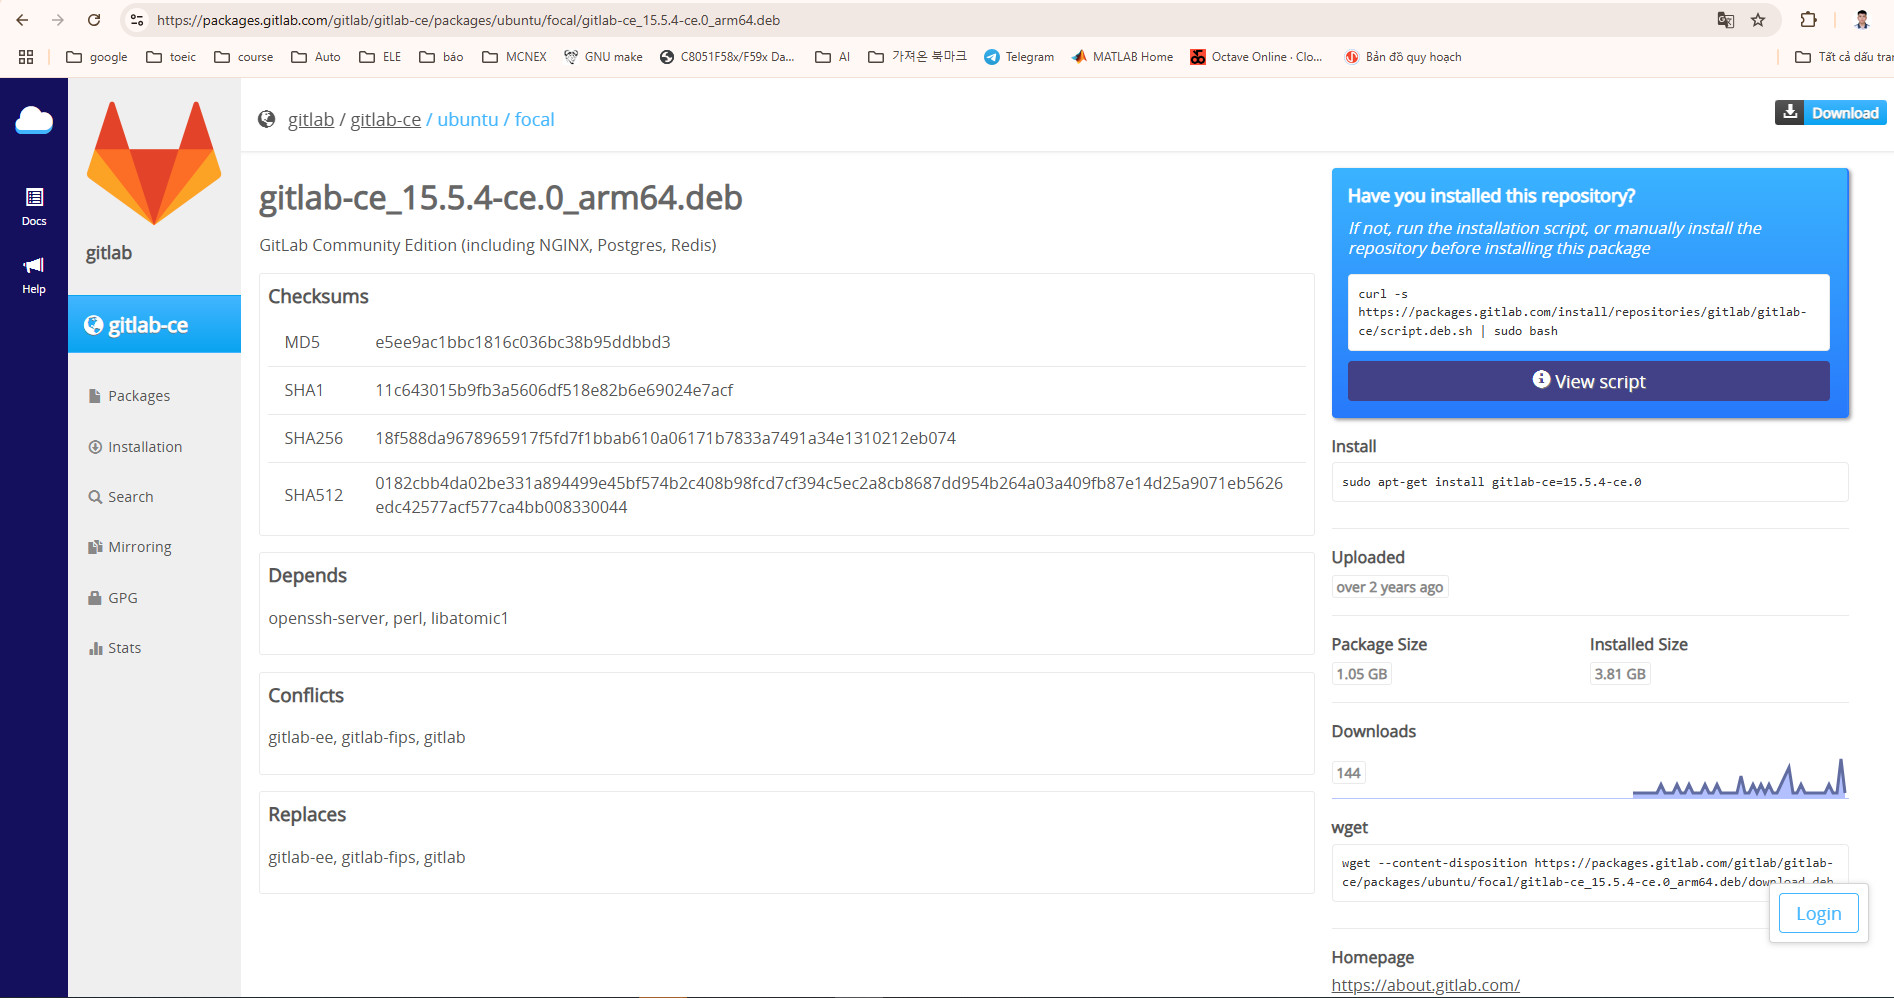 https://packages.gitlab.com/gitlab/gitlab-ce/packages/ubuntu/focal/gitlab-ce_15.5.4-ce.0_arm64.deb
google toeic course Auto ELE báo MCNEX GNU make C8051F58x/F59x Da... AI 가져온 북마크 Telegram MATLAB Home Octave Online · Clo... Bản đồ quy hoạch Tất cả dấu tran
Docs
Help
gitlab
gitlab-ce
Packages
Installation
Search
Mirroring
GPG
Stats
gitlab / gitlab-ce / ubuntu / focal
Download
gitlab-ce_15.5.4-ce.0_arm64.deb
GitLab Community Edition (including NGINX, Postgres, Redis)
Checksums
MD5 e5ee9ac1bbc1816c036bc38b95ddbbd3
SHA1 11c643015b9fb3a5606df518e82b6e69024e7acf
SHA256 18f588da9678965917f5fd7f1bbab610a06171b7833a7491a34e1310212eb074
SHA512 0182cbb4da02be331a894499e45bf574b2c408b98fcd7cf394c5ec2a8cb8687dd954b264a03a409fb87e14d25a9071eb5626
edc42577acf577ca4bb008330044
Depends
openssh-server, perl, libatomic1
Conflicts
gitlab-ee, gitlab-fips, gitlab
Replaces
gitlab-ee, gitlab-fips, gitlab
Have you installed this repository?
If not, run the installation script, or manually install the
repository before installing this package
curl -s
https://packages.gitlab.com/install/repositories/gitlab/gitlab-
ce/script.deb.sh | sudo bash
View script
Install
sudo apt-get install gitlab-ce=15.5.4-ce.0
Uploaded
over 2 years ago
Package Size Installed Size
1.05 GB 3.81 GB
Downloads
144
wget
wget --content-disposition https://packages.gitlab.com/gitlab/gitlab-
ce/packages/ubuntu/focal/gitlab-ce_15.5.4-ce.0_arm64.deb/download.deb
Login
Homepage
https://about.gitlab.com/